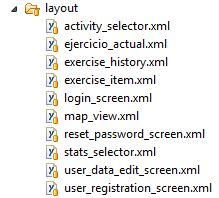 layout
activity_selector.xml
ejercicio_actual.xml
exercise_history.xml
exercise_item.xml
login_screen.xml
map_view.xml
reset_password_screen.xml
stats_selector.xml
user_data_edit_screen.xml
user_registration_screen.xml